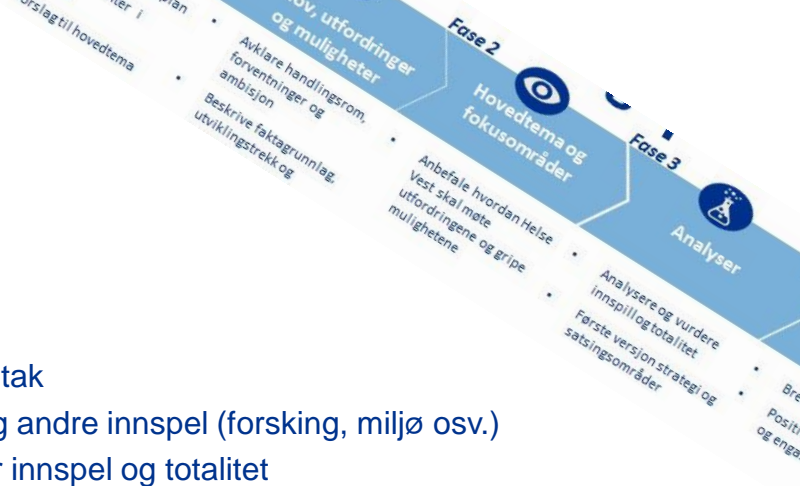 forslag til hovedtema
utfordringer
og muligheter
Avklare handlingsrom,
forventninger og
ambisjon
Beskrive faktagrunnlag,
utviklingstrekk og
Fase 2
Hovedtema og
fokusområder
Anbefale hvordan Helse
Vest skal møte
utfordringene og gripe
mulighetene
Fase 3
Analyser
Analysere og vurdere
innspill og totalitet
Første versjon strategi og
satsingsområder
og enga
tak
g andre innspel (forsking, miljø osv.)
r innspel og totalitet